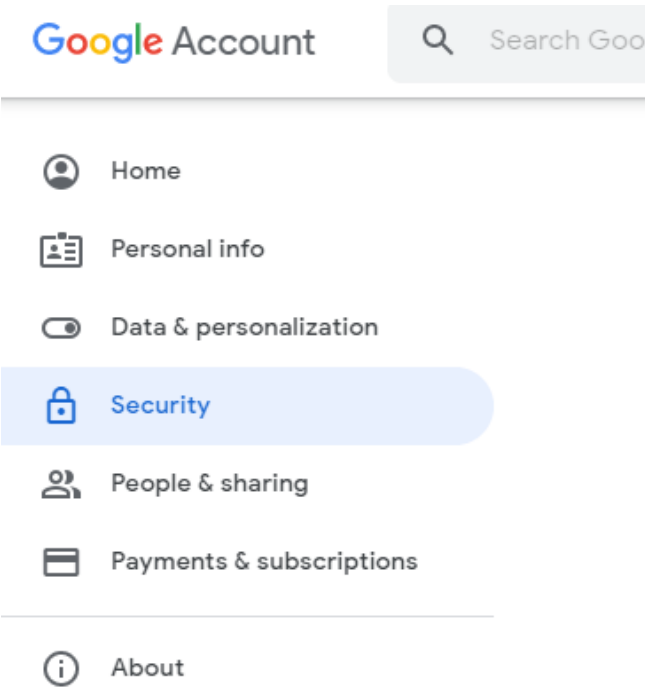 Google Account
Search Goo
Home
Personal info
Data & personalization
Security
People & sharing
Payments & subscriptions
About